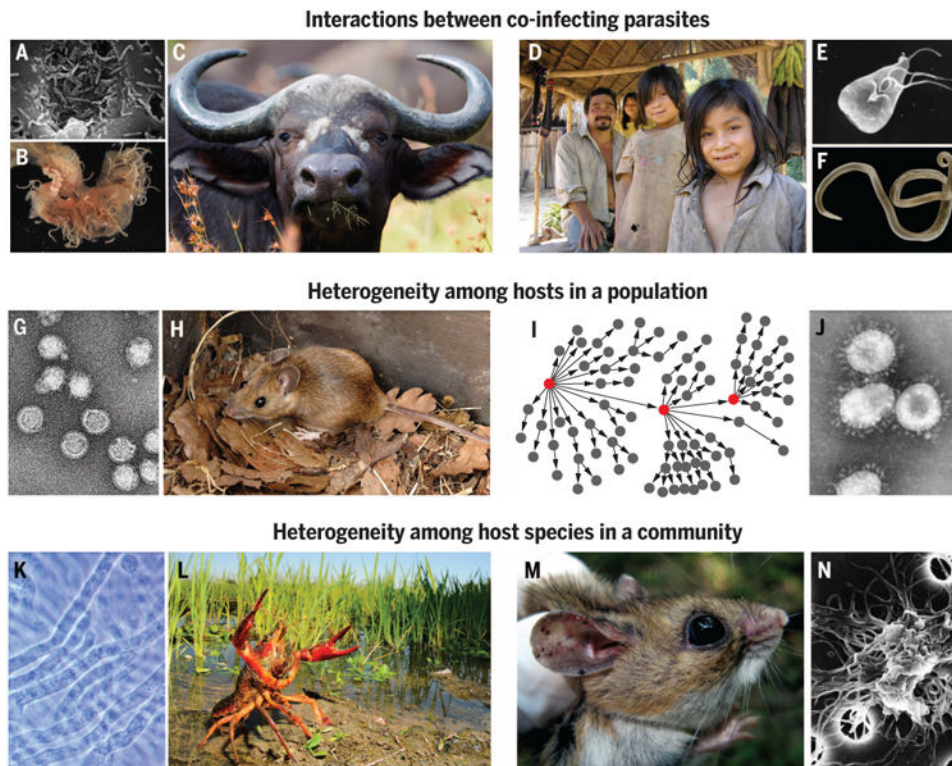 Interactions between co-infecting parasites
A
C
D
E
B
F
Heterogeneity among hosts in a population
G
H
I
J
Heterogeneity among host species in a community
K
L
M
N